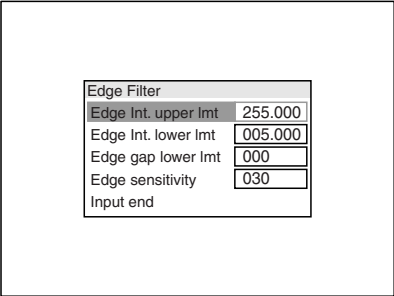 Edge Filter
Edge Int. upper lmt 255.000
Edge Int. lower lmt 005.000
Edge gap lower lmt 000
Edge sensitivity 030
Input end